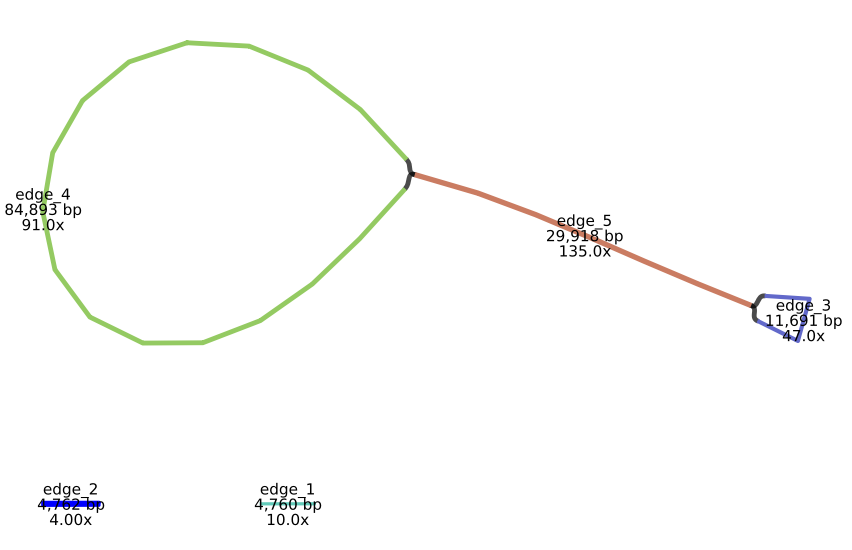 edge_4
84,893 bp
91.0x
edge_5
29,918 bp
135.0x
edge_3
11,691 bp
47.0x
edge_2
4,762 bp
4.00x
edge_1
4,760 bp
10.0x